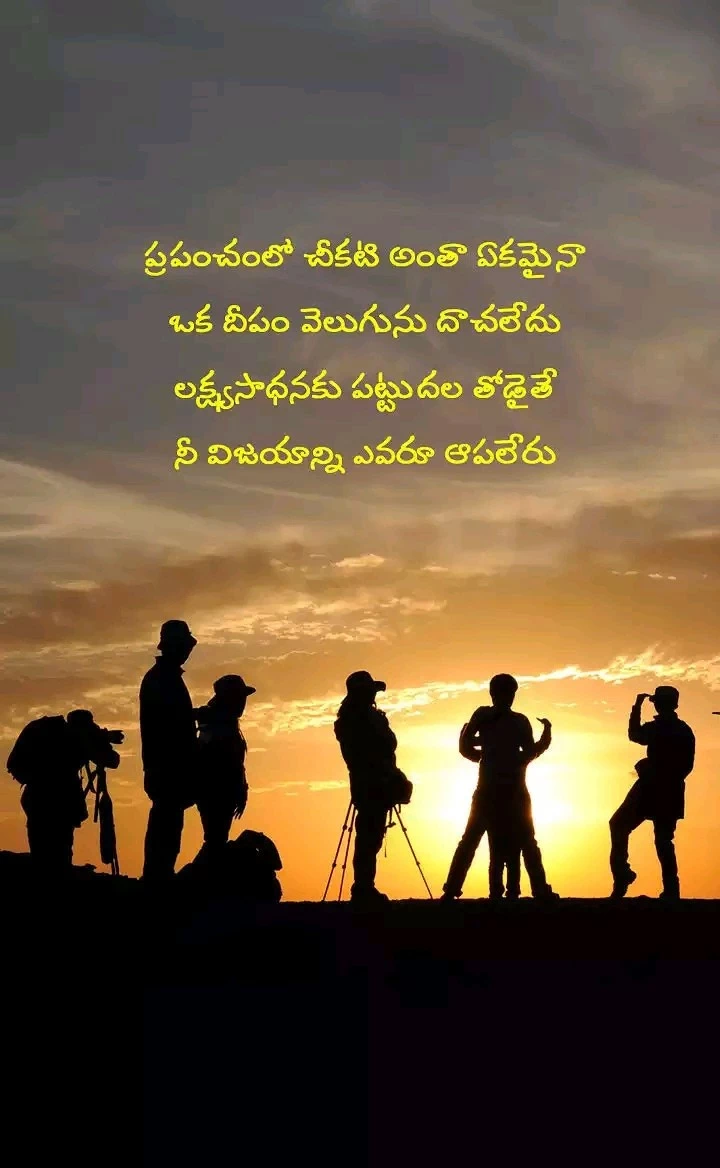 ప్రపంచంలో చీకటి అంతా ఏకమైనా
ఒక దీపం వెలుగును దాచలేదు
లక్ష్యసాధనకు పట్టుదల తోడైతే
నీ విజయాన్ని ఎవరూ ఆపలేరు